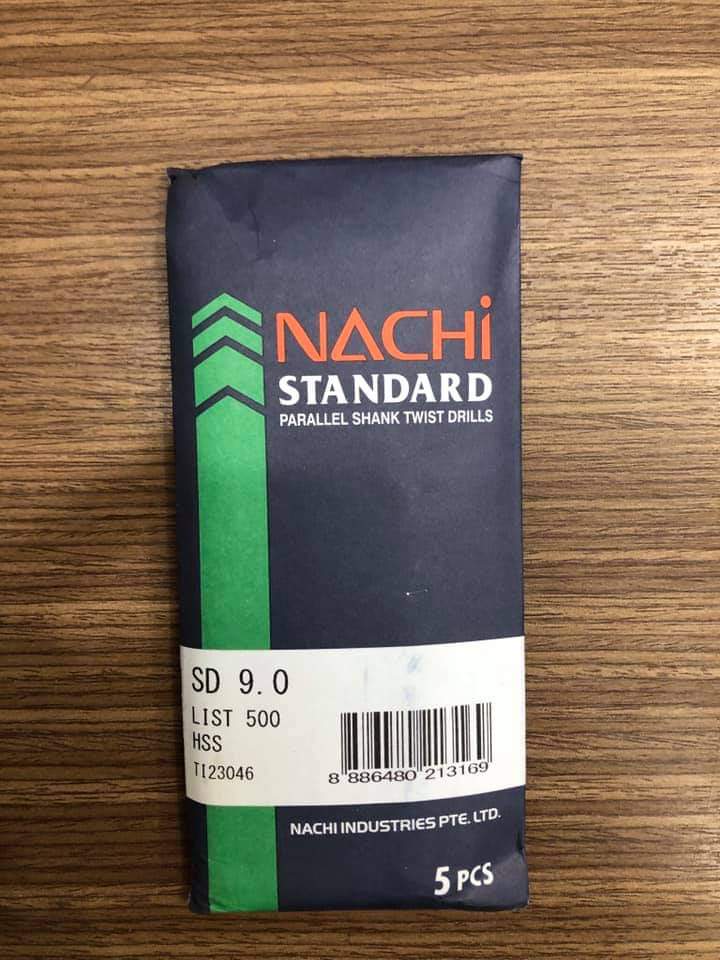 NACHi
STANDARD
PARALLEL SHANK TWIST DRILLS
SD 9.0
LIST 500
HSS
TI23046
8 886480 213169
NACHI INDUSTRIES PTE. LTD.
5 PCS